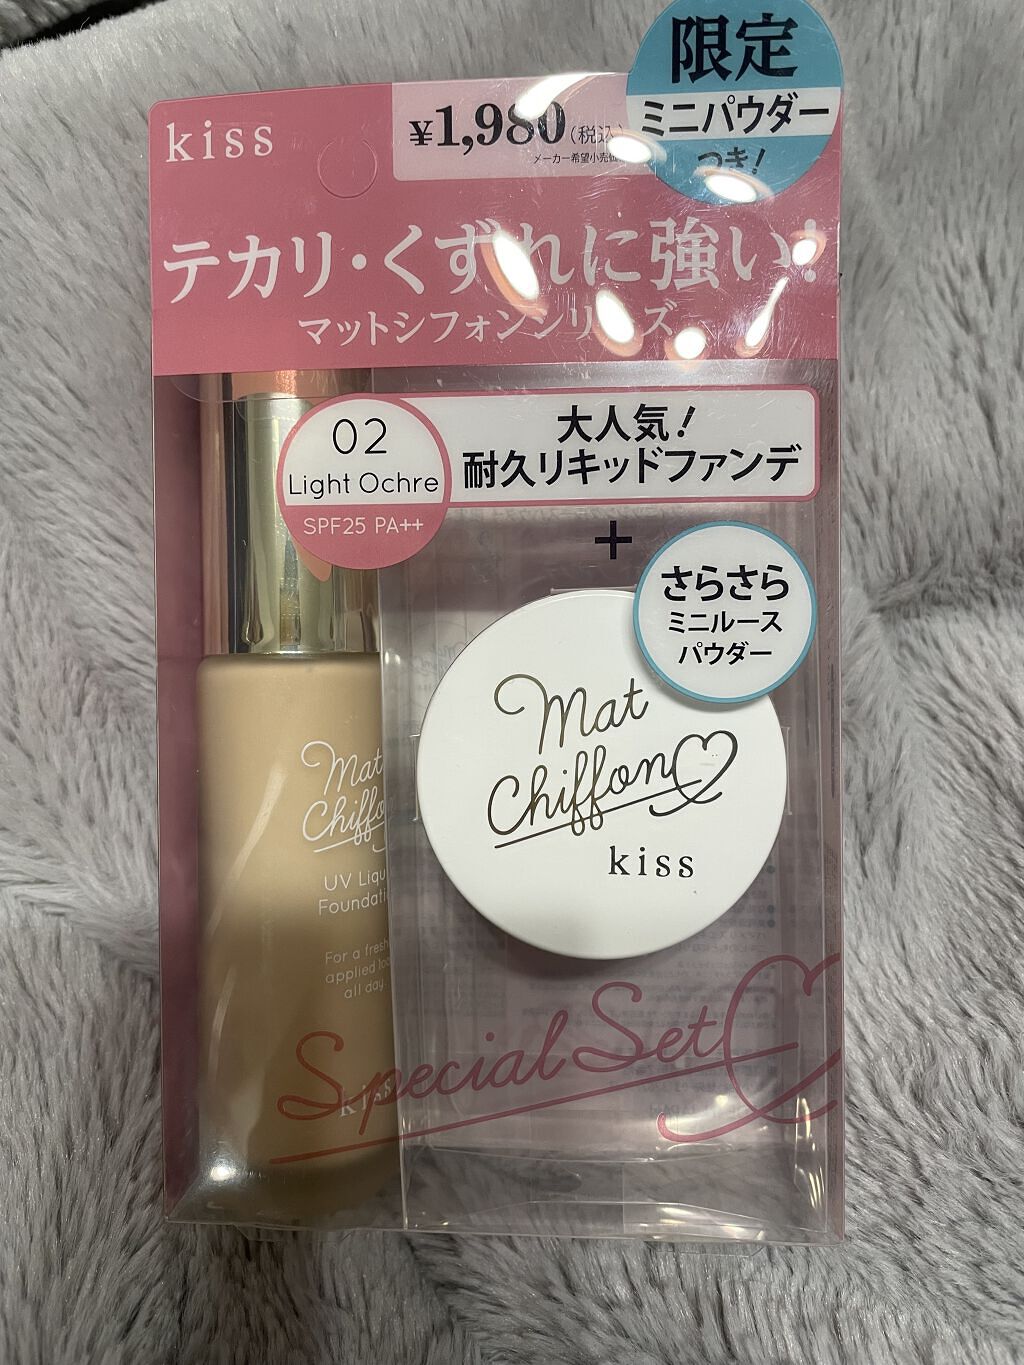 限定
ミニパウダー
つき!
kiss
¥1,980(税込)
メーカー希望小売価
テカリ・くずれに強い!
マットシフォンシリーズ
02
Light Ochre
SPF25 PA++
大人気!
耐久リキッドファンデ
+
さらさら
ミニルース
パウダー
Mat
Chiffon
kiss
Mat
Chiffo
UV Liqu
Foundati
For a fresh
applied loo
all day.
kiss
Special Set